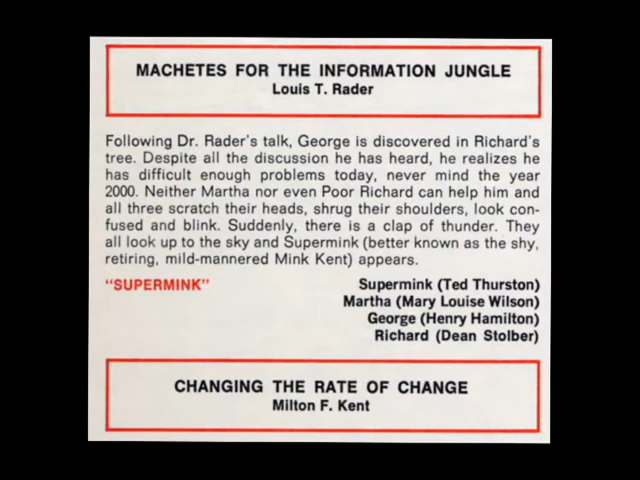 MACHETES FOR THE INFORMATION JUNGLE
Louis T. Rader
Following Dr. Rader's talk, George is discovered in Richard's
tree. Despite all the discussion he has heard, he realizes he
has difficult enough problems today, never mind the year
2000. Neither Martha nor even Poor Richard can help him and
all three scratch their heads, shrug their shoulders, look con-
fused and blink. Suddenly, there is a clap of thunder. They
all look up to the sky and Supermink (better known as the shy,
retiring, mild-mannered Mink Kent) appears.
"SUPERMINK"
Supermink (Ted Thurston)
Martha (Mary Louise Wilson)
George (Henry Hamilton)
Richard (Dean Stolber)
CHANGING THE RATE OF CHANGE
Milton F. Kent